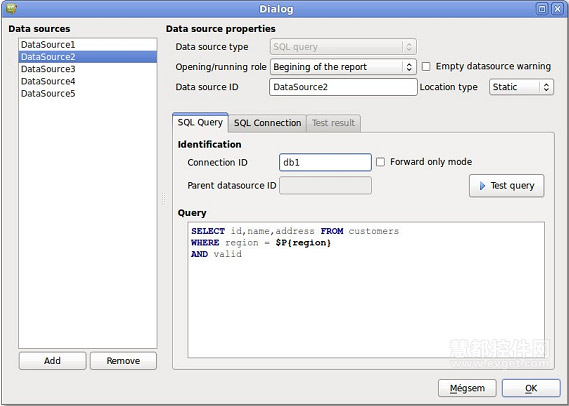 Dialog
Data sources
DataSource1
DataSource2
DataSource3
DataSource4
DataSource5
Add
Remove
Data source properties
Data source type
SQL query
Opening/running role
Begining of the report
Empty datasource warning
Data source ID
DataSource2
Location type
Static
SQL Query
SQL Connection
Test result
Identification
Connection ID
db1
Forward only mode
Parent datasource ID
Test query
Query
SELECT id,name,address FROM customers
WHERE region = $P{region}
AND valid
慧都控件网
www.evget.com
Mégsem
OK